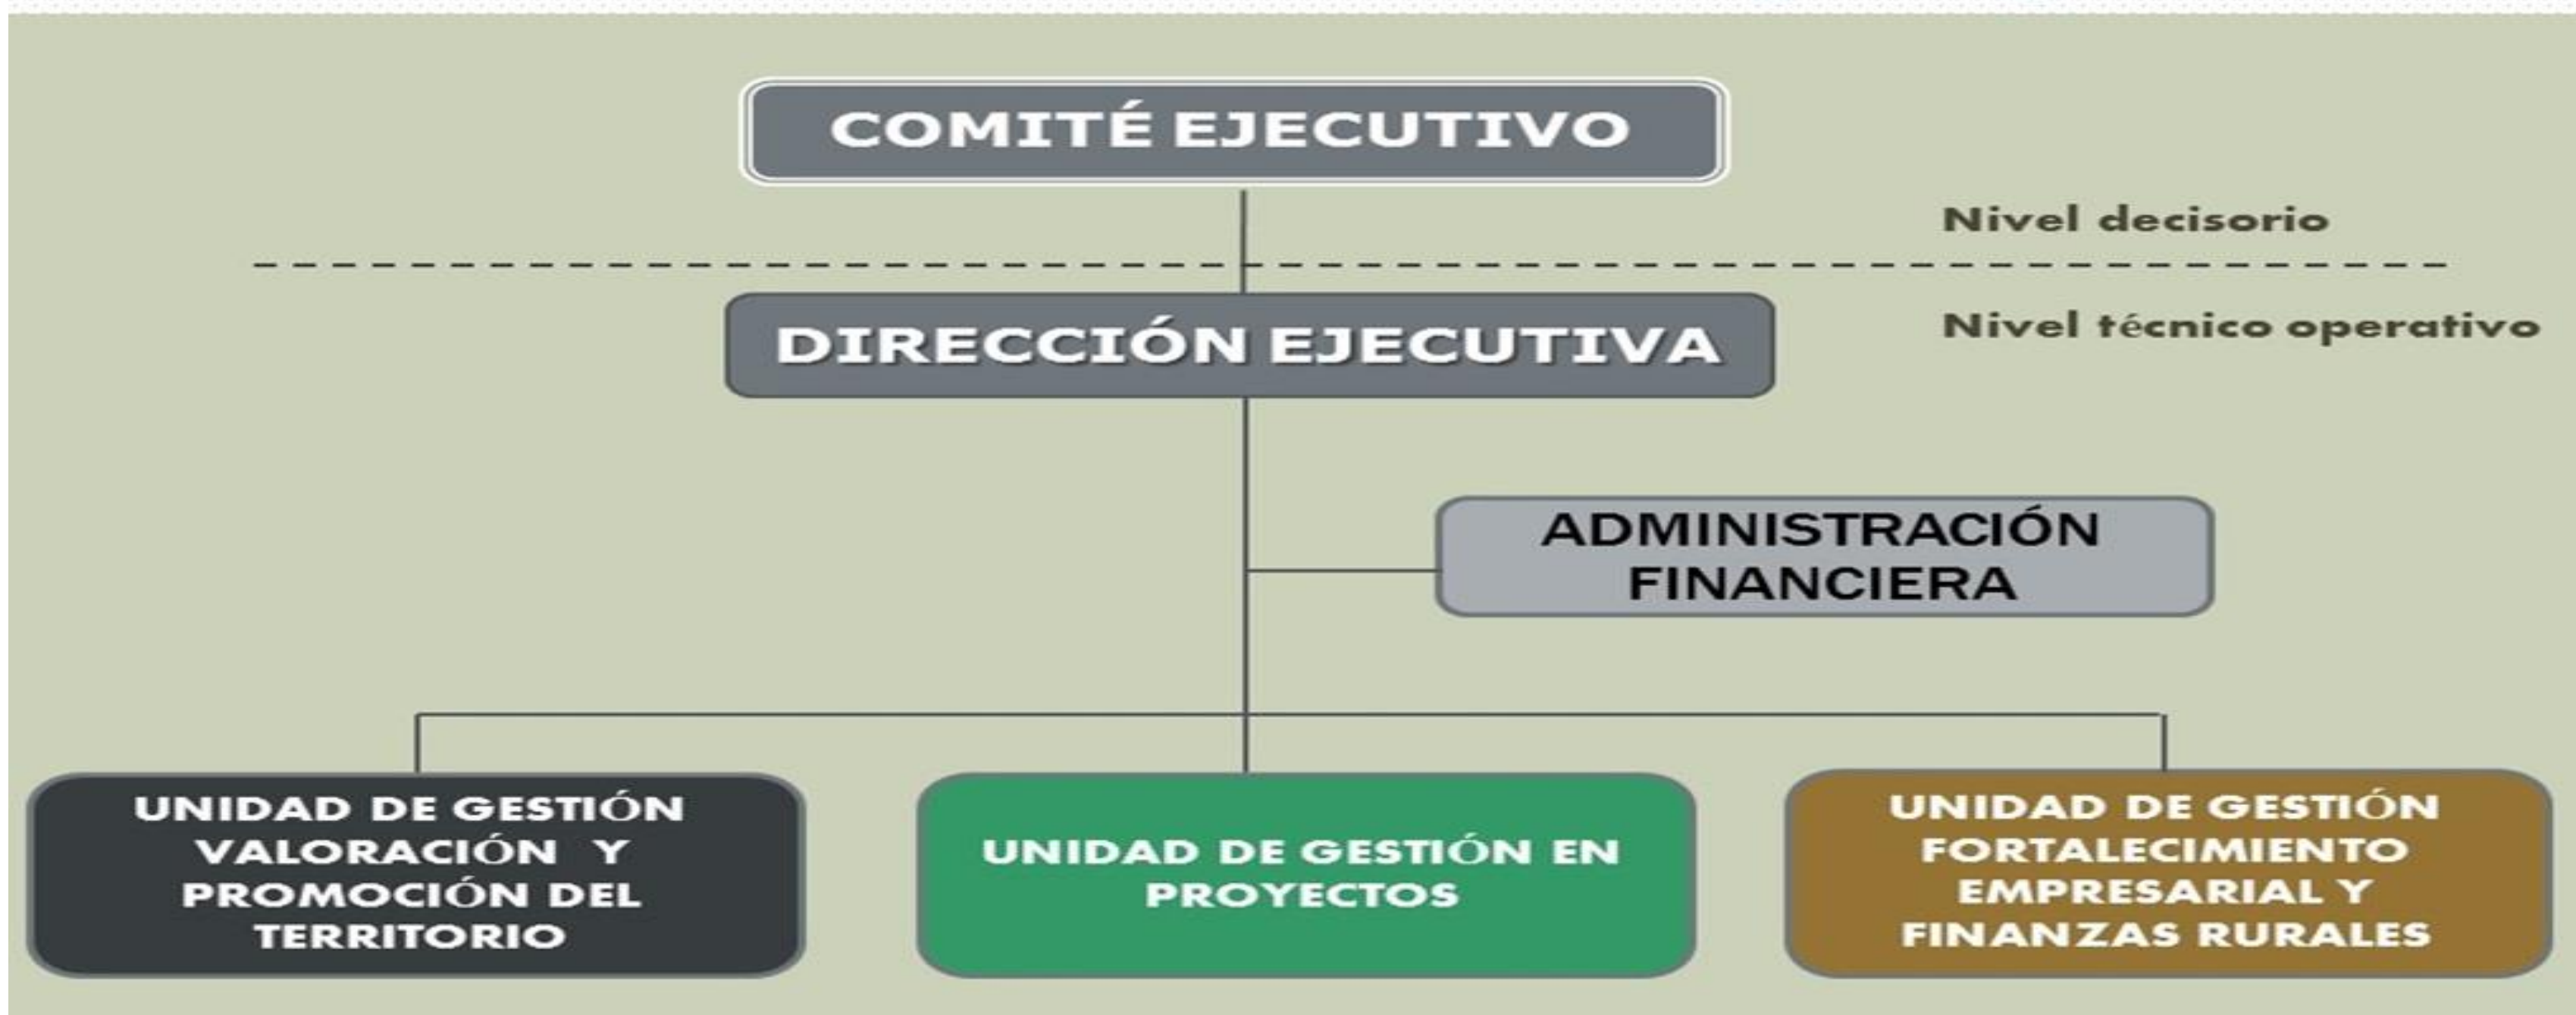 COMITÉ EJECUTIVO
Nivel decisorio
Nivel técnico operativo
DIRECCIÓN EJECUTIVA
ADMINISTRACIÓN
FINANCIERA
UNIDAD DE GESTIÓN
VALORACIÓN Y
PROMOCIÓN DEL
TERRITORIO
UNIDAD DE GESTIÓN EN
PROYECTOS
UNIDAD DE GESTIÓN
FORTALECIMIENTO
EMPRESARIAL Y
FINANZAS RURALES